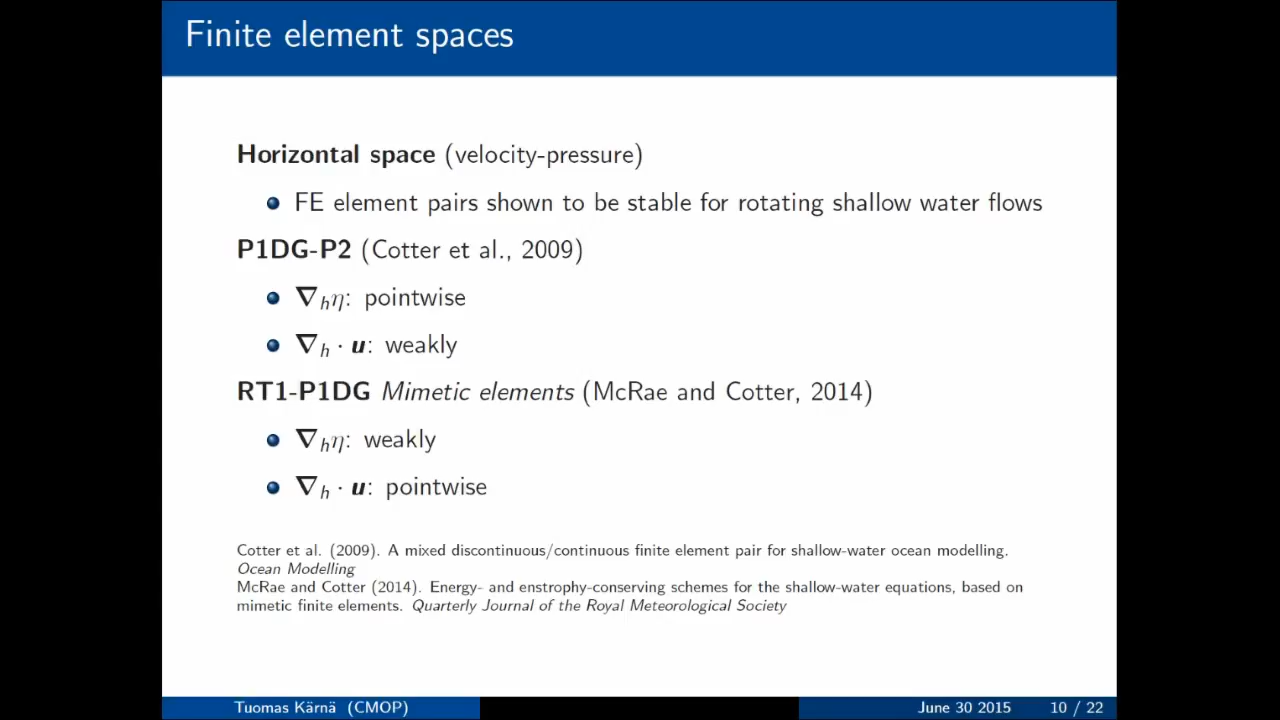 Finite element spaces
Horizontal space (velocity-pressure)
FE element pairs shown to be stable for rotating shallow water flows
P1DG-P2 (Cotter et al., 2009)
∇ₕη: pointwise
∇ₕ · u: weakly
RT1-P1DG Mimetic elements (McRae and Cotter, 2014)
∇ₕη: weakly
∇ₕ · u: pointwise
Cotter et al. (2009). A mixed discontinuous/continuous finite element pair for shallow-water ocean modelling.
Ocean Modelling
McRae and Cotter (2014). Energy- and enstrophy-conserving schemes for the shallow-water equations, based on
mimetic finite elements. Quarterly Journal of the Royal Meteorological Society
Tuomas Kärnä (CMOP) June 30 2015 10 / 22